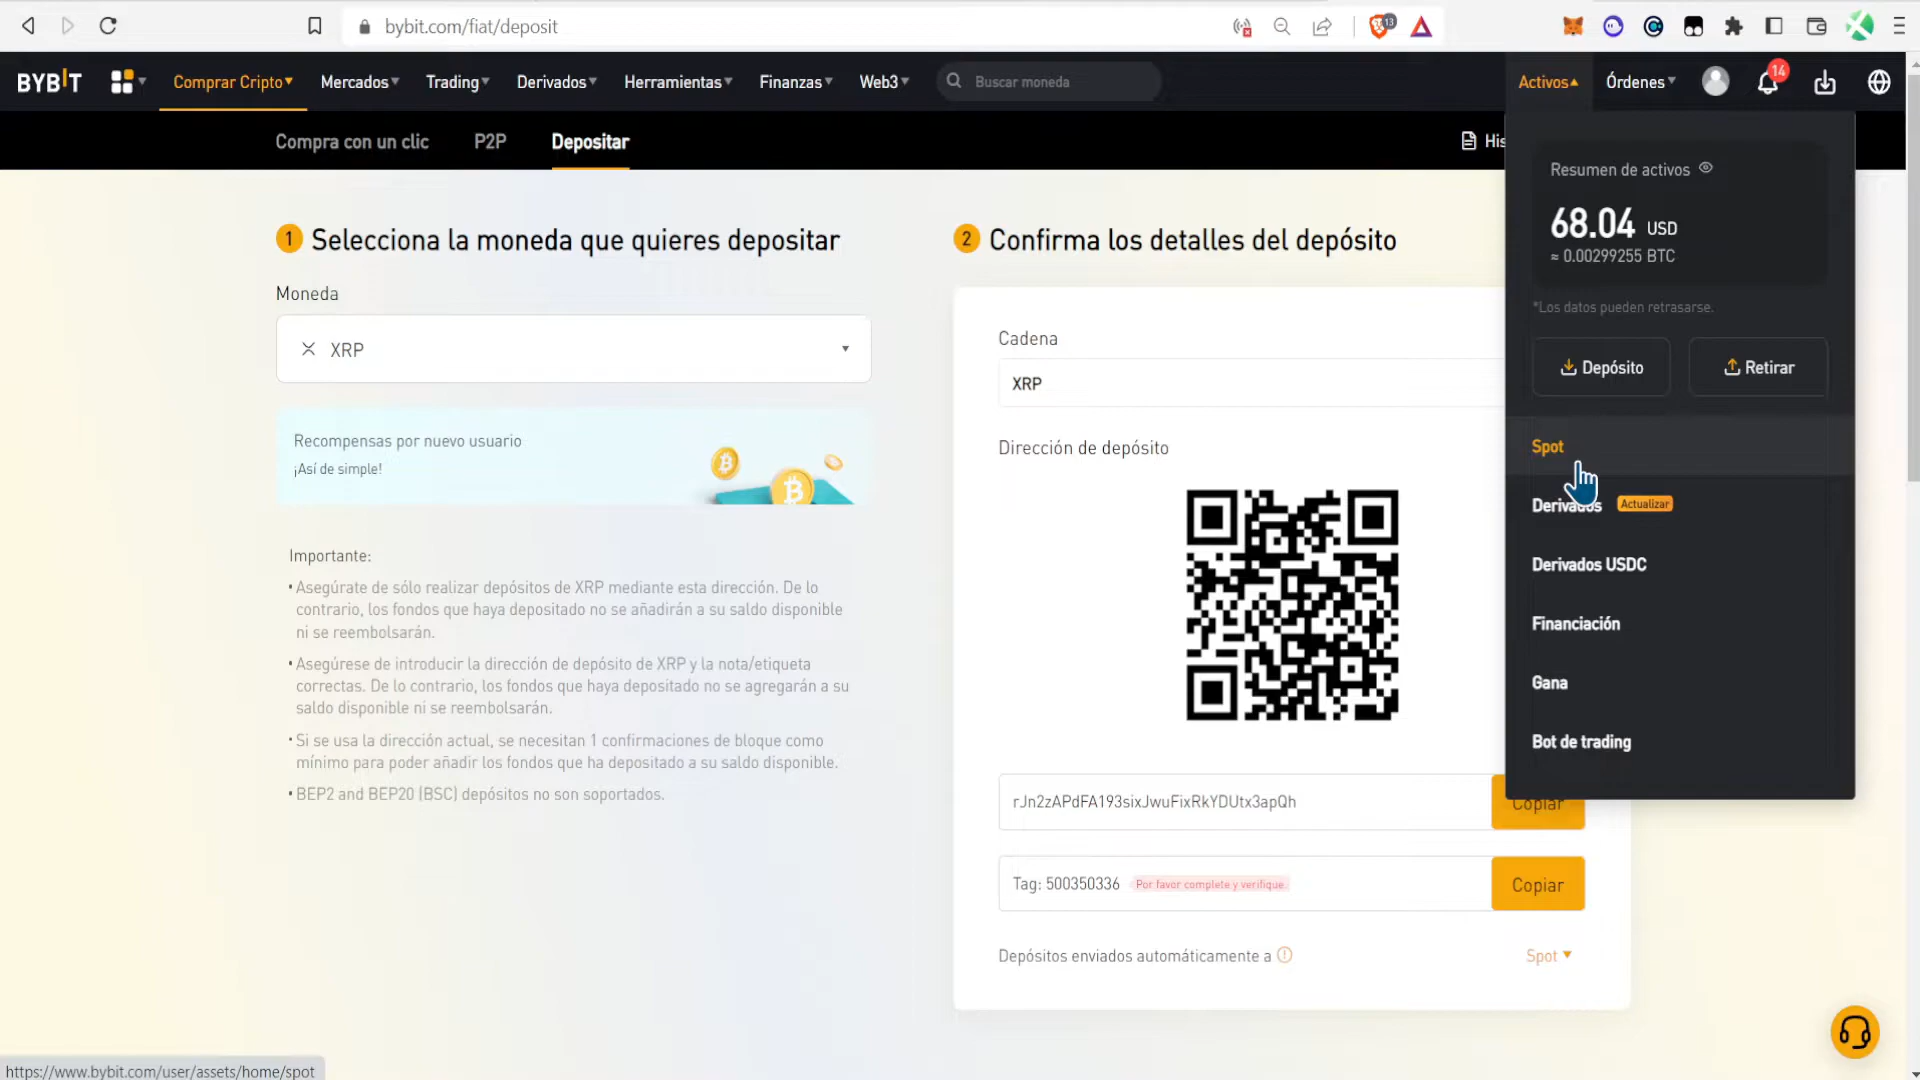 bybit.com/fiat/deposit
13
BYBIT
Comprar Cripto
Mercados
Trading
Derivados
Herramientas
Finanzas
Web3
Buscar moneda
Activos
Órdenes
14
Compra con un clic
P2P
Depositar
His
Resumen de activos
68.04 USD
≈ 0.00299255 BTC
*Los datos pueden retrasarse.
Depósito
Retirar
Spot
Derivados Actualizar
Derivados USDC
Financiación
Gana
Bot de trading
1 Selecciona la moneda que quieres depositar
Moneda
XRP
Recompensas por nuevo usuario
¡Así de simple!
Importante:
• Asegúrate de sólo realizar depósitos de XRP mediante esta dirección. De lo
contrario, los fondos que haya depositado no se añadirán a su saldo disponible
ni se reembolsarán.
• Asegúrese de introducir la dirección de depósito de XRP y la nota/etiqueta
correctas. De lo contrario, los fondos que haya depositado no se agregarán a su
saldo disponible ni se reembolsarán.
• Si se usa la dirección actual, se necesitan 1 confirmaciones de bloque como
mínimo para poder añadir los fondos que ha depositado a su saldo disponible.
• BEP2 and BEP20 (BSC) depósitos no son soportados.
2 Confirma los detalles del depósito
Cadena
XRP
Dirección de depósito
rJn2zAPdFA193sixJwuFixRkYDUtx3apQh
Copiar
Tag: 500350336 Por favor complete y verifique.
Copiar
Depósitos enviados automáticamente a
Spot
https://www.bybit.com/user/assets/home/spot